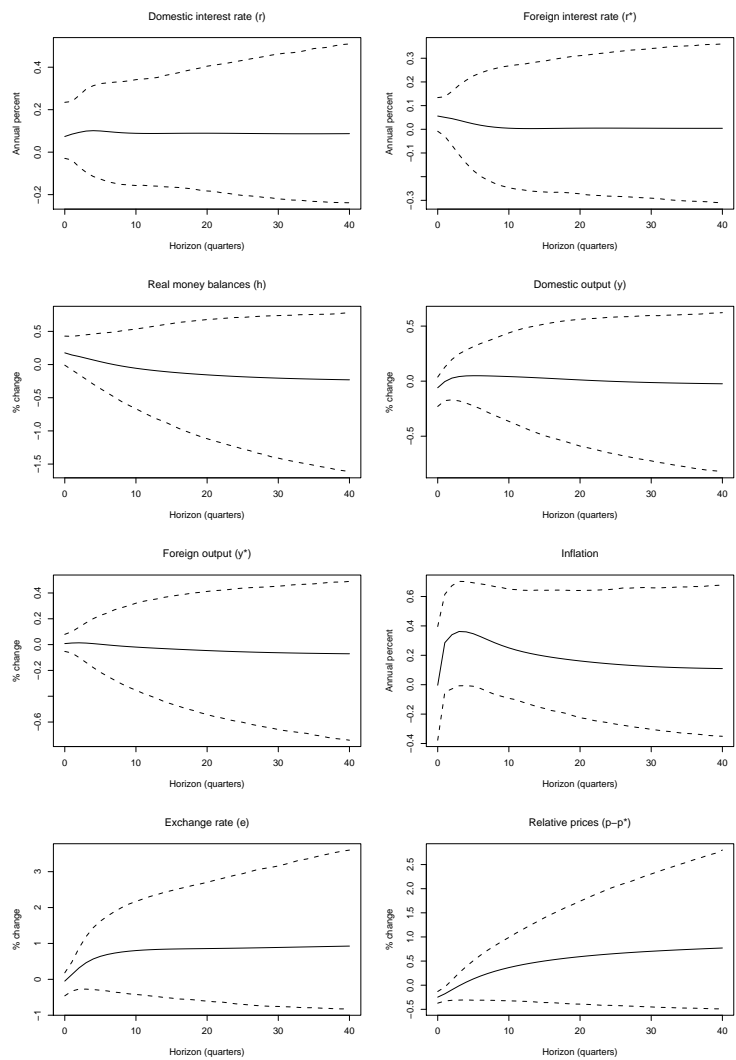 Domestic interest rate (r)
Annual percent
−0.2 0.0 0.2 0.4
0 10 20 30 40
Horizon (quarters)
Foreign interest rate (r*)
Annual percent
−0.3 −0.1 0.0 0.1 0.2 0.3
0 10 20 30 40
Horizon (quarters)
Real money balances (h)
% change
−1.5 −1.0 −0.5 0.0 0.5
0 10 20 30 40
Horizon (quarters)
Domestic output (y)
% change
−0.5 0.0 0.5
0 10 20 30 40
Horizon (quarters)
Foreign output (y*)
% change
−0.6 −0.2 0.0 0.2 0.4
0 10 20 30 40
Horizon (quarters)
Inflation
Annual percent
−0.4 −0.2 0.0 0.2 0.4 0.6
0 10 20 30 40
Horizon (quarters)
Exchange rate (e)
% change
−1 0 1 2 3
0 10 20 30 40
Horizon (quarters)
Relative prices (p−p*)
% change
−0.5 0.0 0.5 1.0 1.5 2.0 2.5
0 10 20 30 40
Horizon (quarters)